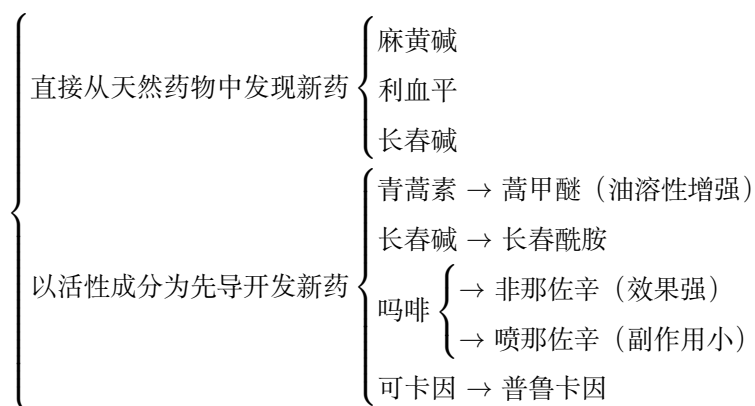 直接从天然药物中发现新药
麻黄碱
利血平
长春碱
以活性成分为先导开发新药
青蒿素 → 蒿甲醚（油溶性增强）
长春碱 → 长春酰胺
吗啡
→ 非那佐辛（效果强）
→ 喷那佐辛（副作用小）
可卡因 → 普鲁卡因